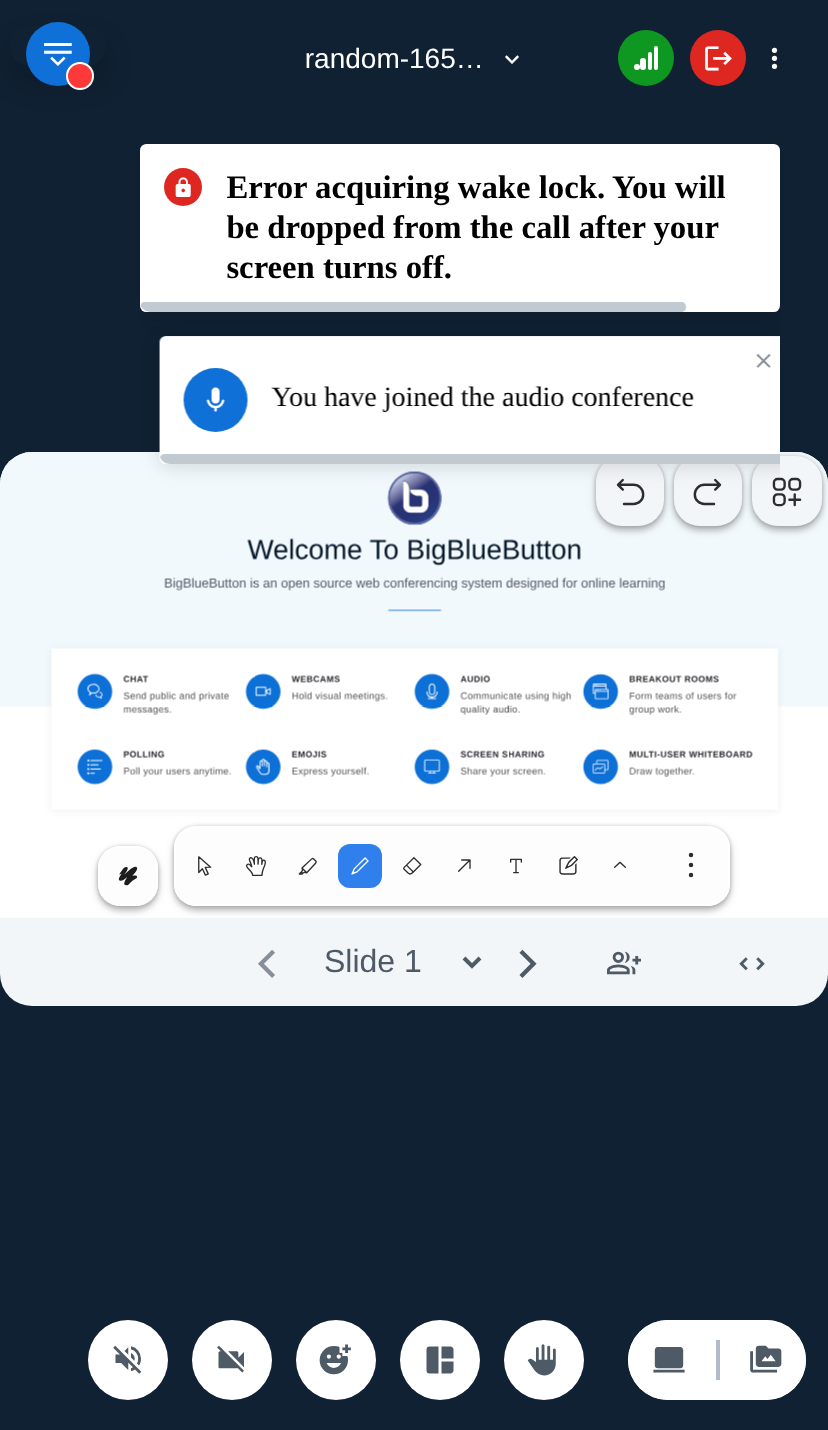 random-165…
Error acquiring wake lock. You will
be dropped from the call after your
screen turns off.
You have joined the audio conference
Welcome To BigBlueButton
BigBlueButton is an open source web conferencing system designed for online learning
CHAT
Send public and private
messages.
WEBCAMS
Hold visual meetings.
AUDIO
Communicate using high
quality audio.
BREAKOUT ROOMS
Form teams of users for
group work.
POLLING
Poll your users anytime.
EMOJIS
Express yourself.
SCREEN SHARING
Share your screen.
MULTI-USER WHITEBOARD
Draw together.
Slide 1